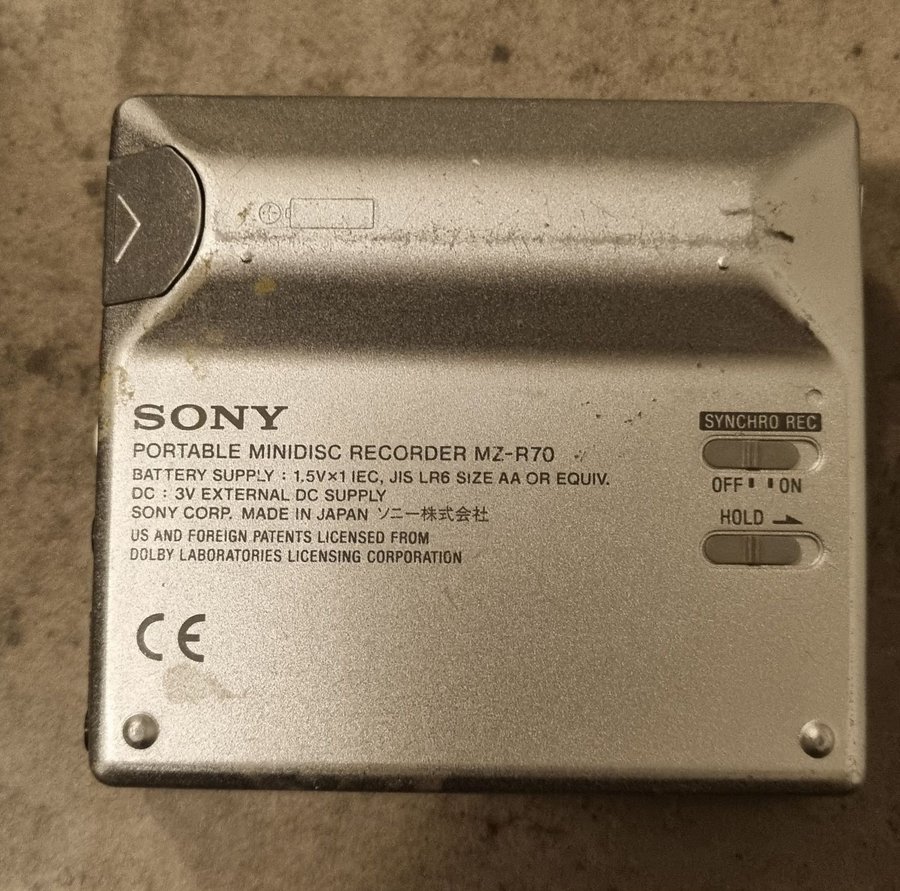 SONY
PORTABLE MINIDISC RECORDER MZ-R70
BATTERY SUPPLY : 1.5V×1 IEC, JIS LR6 SIZE AA OR EQUIV.
DC : 3V EXTERNAL DC SUPPLY
SONY CORP. MADE IN JAPAN ソニー株式会社
US AND FOREIGN PATENTS LICENSED FROM
DOLBY LABORATORIES LICENSING CORPORATION
CE
SYNCHRO REC
OFF ON
HOLD